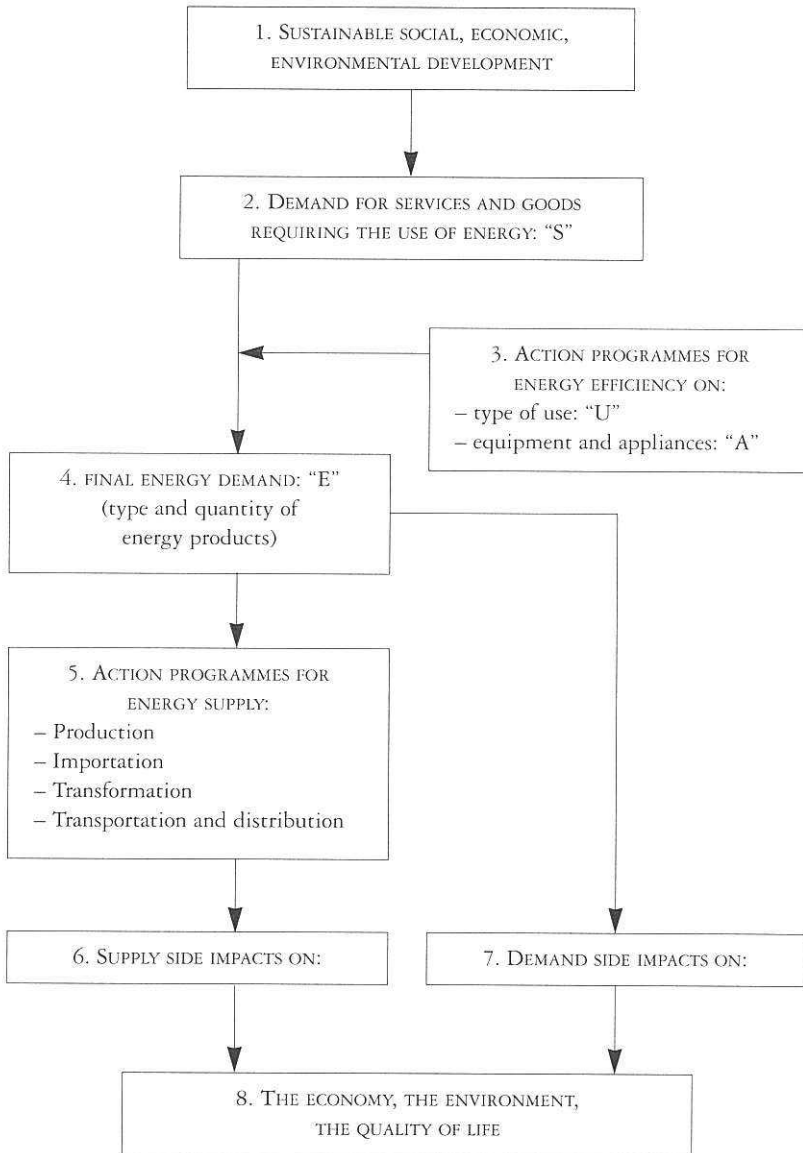 1. Sustainable social, economic,
environmental development
2. Demand for services and goods
requiring the use of energy: “S”
3. Action programmes for
energy efficiency on:
– type of use: “U”
– equipment and appliances: “A”
4. final energy demand: “E”
(type and quantity of
energy products)
5. Action programmes for
energy supply:
– Production
– Importation
– Transformation
– Transportation and distribution
6. Supply side impacts on:
7. Demand side impacts on:
8. The economy, the environment,
the quality of life